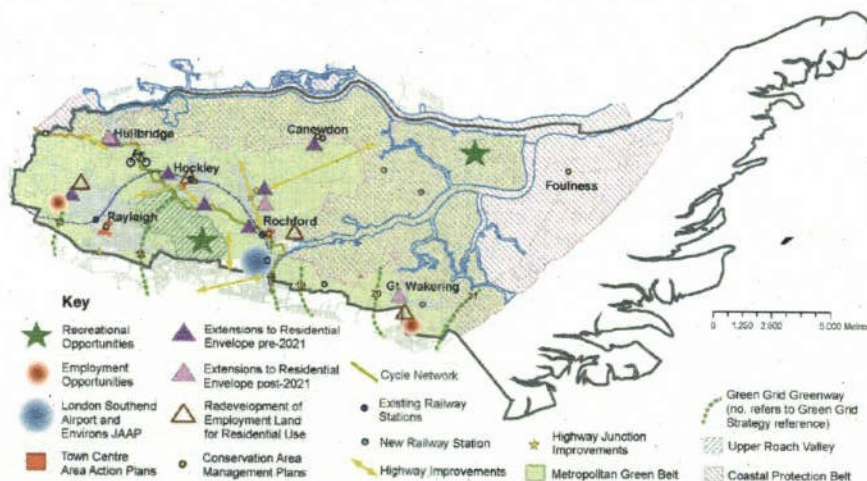 Hullbridge
Canewdon
Hockley
Foulness
Rayleigh
Rochford
Gt. Wakering
Key
Recreational
Opportunities
Employment
Opportunities
London Southend
Airport and
Environs JAAP
Town Centre
Area Action Plans
Extensions to Residential
Envelope pre-2021
Extensions to Residential
Envelope post-2021
Redevelopment of
Employment Land
for Residential Use
Conservation Area
Management Plans
Cycle Network
Existing Railway
Stations
New Railway Station
Highway Improvements
Highway Junction
Improvements
Metropolitan Green Belt
0 1,250 2,500 5,000 Metres
Green Grid Greenway
(no. refers to Green Grid
Strategy reference)
Upper Roach Valley
Coastal Protection Belt